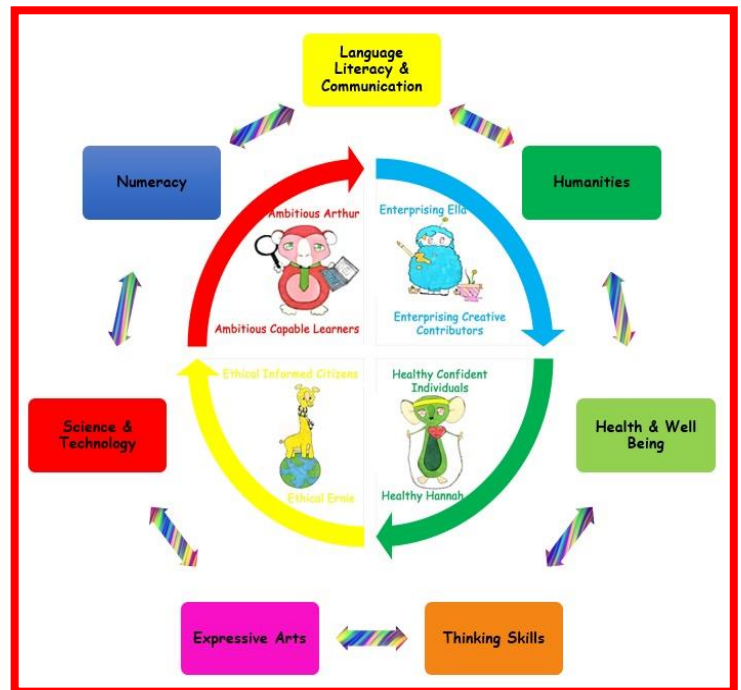 Language
Literacy &
Communication
Numeracy
Humanities
Ambitious Arthur
Enterprising Ella
Ambitious Capable Learners
Enterprising Creative
Contributors
Ethical Informed Citizens
Healthy Confident
Individuals
Ethical Ernie
Healthy Hannah
Science &
Technology
Health & Well
Being
Expressive Arts
Thinking Skills